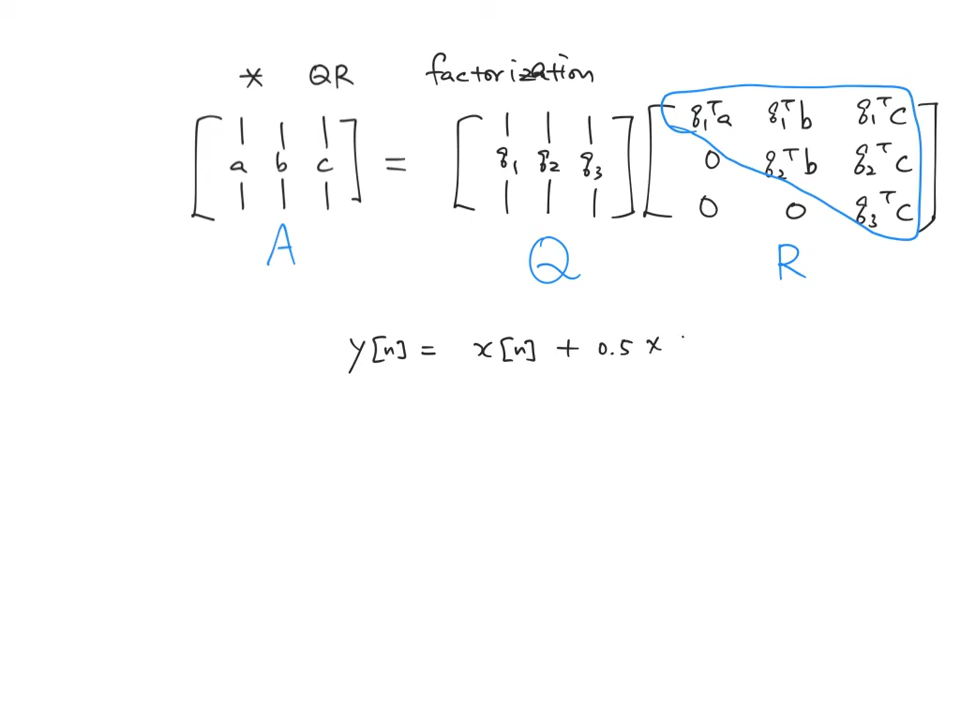 * QR factorization
[ a b c ] = [ q₁ q₂ q₃ ] [ q₁ᵀa q₁ᵀb q₁ᵀc
0 q₂ᵀb q₂ᵀc
0 0 q₃ᵀc ]
A Q R
y[n] = x[n] + 0.5 x